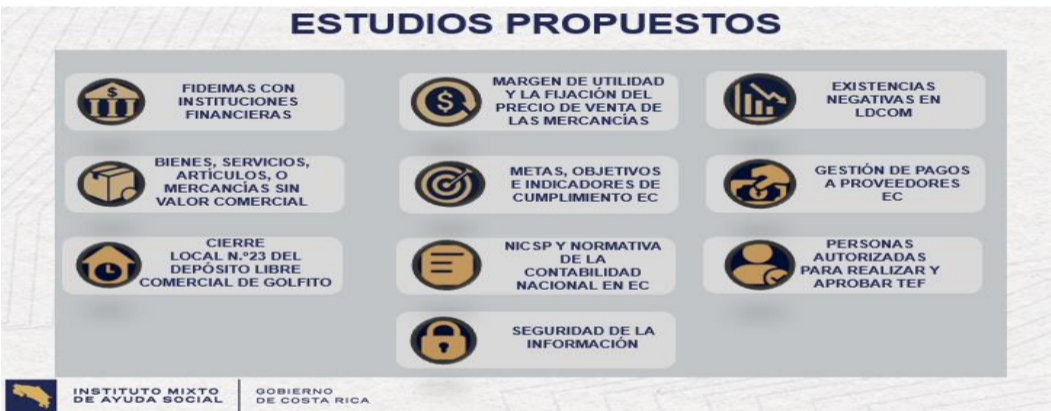 ESTUDIOS PROPUESTOS
FIDEIMAS CON
INSTITUCIONES
FINANCIERAS
MARGEN DE UTILIDAD
Y LA FIJACIÓN DEL
PRECIO DE VENTA DE
LAS MERCANCÍAS
EXISTENCIAS
NEGATIVAS EN
LDCOM
BIENES, SERVICIOS,
ARTÍCULOS, O
MERCANCÍAS SIN
VALOR COMERCIAL
METAS, OBJETIVOS
E INDICADORES DE
CUMPLIMIENTO EC
GESTIÓN DE PAGOS
A PROVEEDORES
EC
CIERRE
LOCAL N.º23 DEL
DEPÓSITO LIBRE
COMERCIAL DE GOLFITO
NICSP Y NORMATIVA
DE LA
CONTABILIDAD
NACIONAL EN EC
PERSONAS
AUTORIZADAS
PARA REALIZAR Y
APROBAR TEF
SEGURIDAD DE LA
INFORMACIÓN
INSTITUTO MIXTO
DE AYUDA SOCIAL
GOBIERNO
DE COSTA RICA